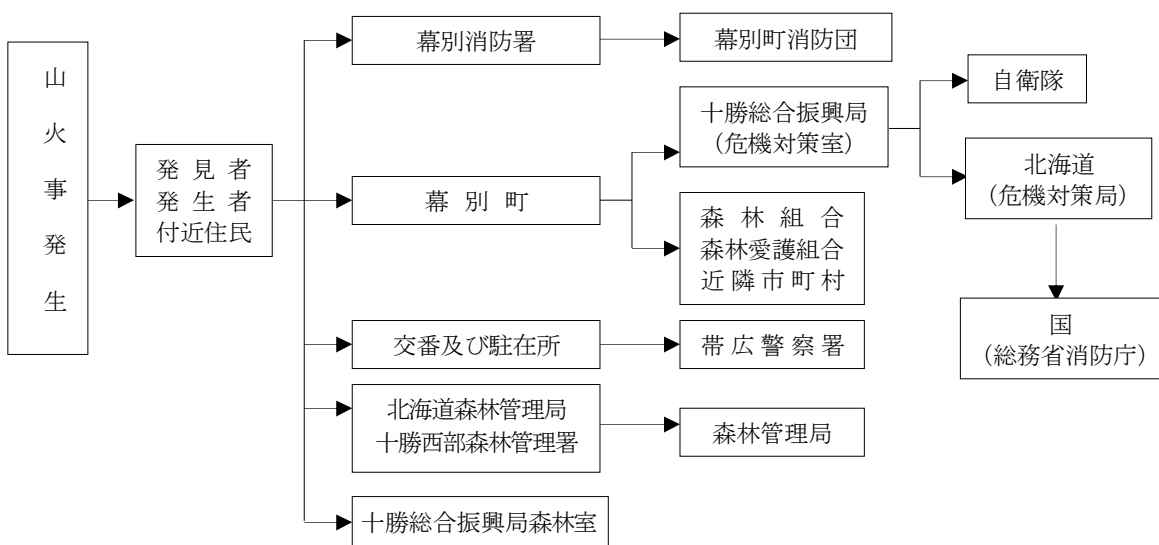 山火事発生
発見者
発生者
付近住民
幕別消防署
幕別町消防団
幕別町
十勝総合振興局
（危機対策室）
自衛隊
北海道
（危機対策局）
国
（総務省消防庁）
森林組合
森林愛護組合
近隣市町村
交番及び駐在所
帯広警察署
北海道森林管理局
十勝西部森林管理署
森林管理局
十勝総合振興局森林室